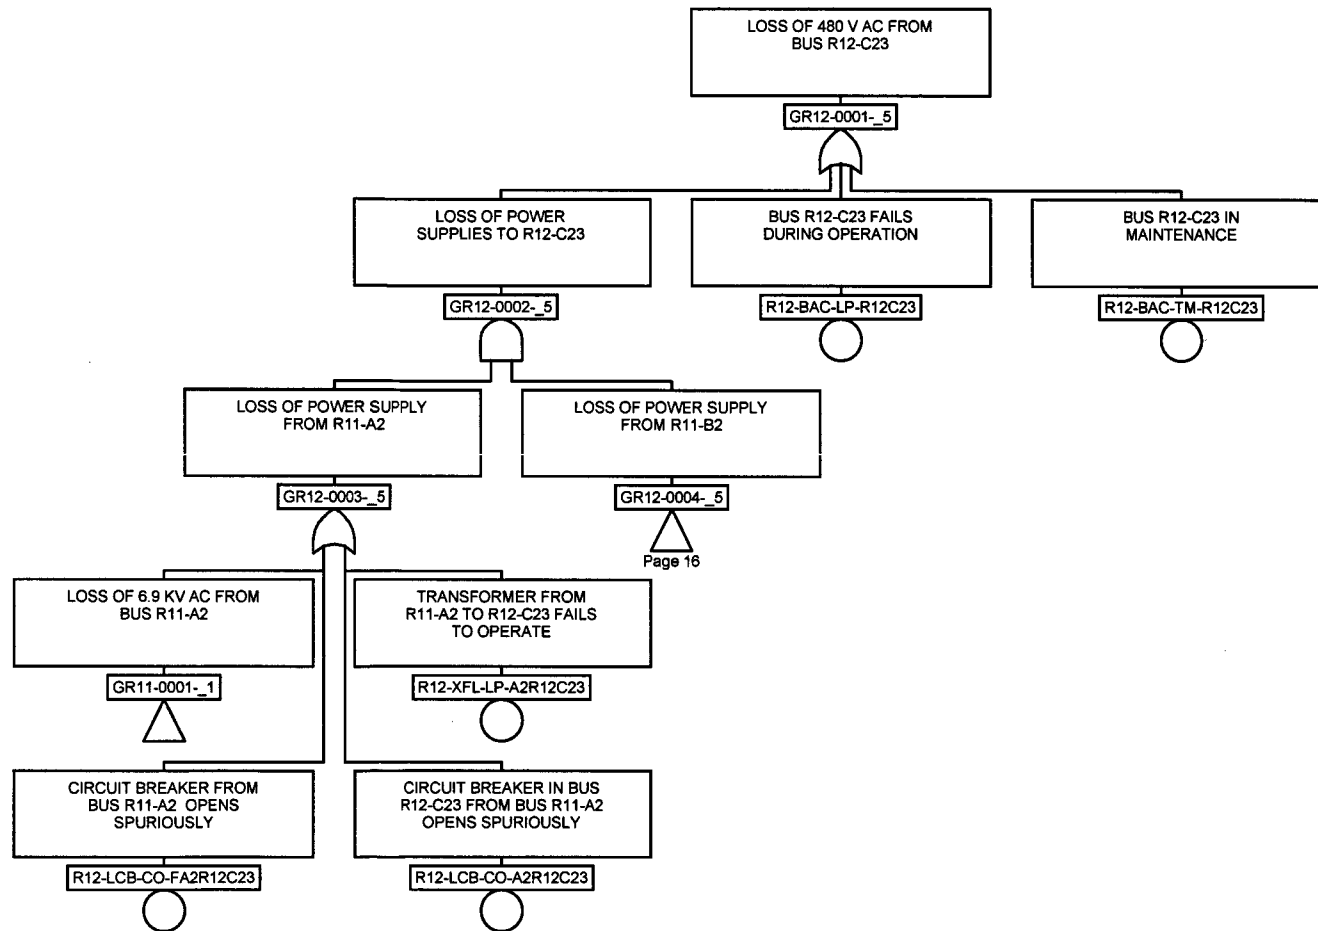 LOSS OF 480 V AC FROM
BUS R12-C23
GR12-0001-_5
LOSS OF POWER
SUPPLIES TO R12-C23
GR12-0002-_5
BUS R12-C23 FAILS
DURING OPERATION
R12-BAC-LP-R12C23
BUS R12-C23 IN
MAINTENANCE
R12-BAC-TM-R12C23
LOSS OF POWER SUPPLY
FROM R11-A2
GR12-0003-_5
LOSS OF POWER SUPPLY
FROM R11-B2
GR12-0004-_5
Page 16
LOSS OF 6.9 KV AC FROM
BUS R11-A2
GR11-0001-_1
TRANSFORMER FROM
R11-A2 TO R12-C23 FAILS
TO OPERATE
R12-XFL-LP-A2R12C23
CIRCUIT BREAKER FROM
BUS R11-A2 OPENS
SPURIOUSLY
R12-LCB-CO-FA2R12C23
CIRCUIT BREAKER IN BUS
R12-C23 FROM BUS R11-A2
OPENS SPURIOUSLY
R12-LCB-CO-A2R12C23